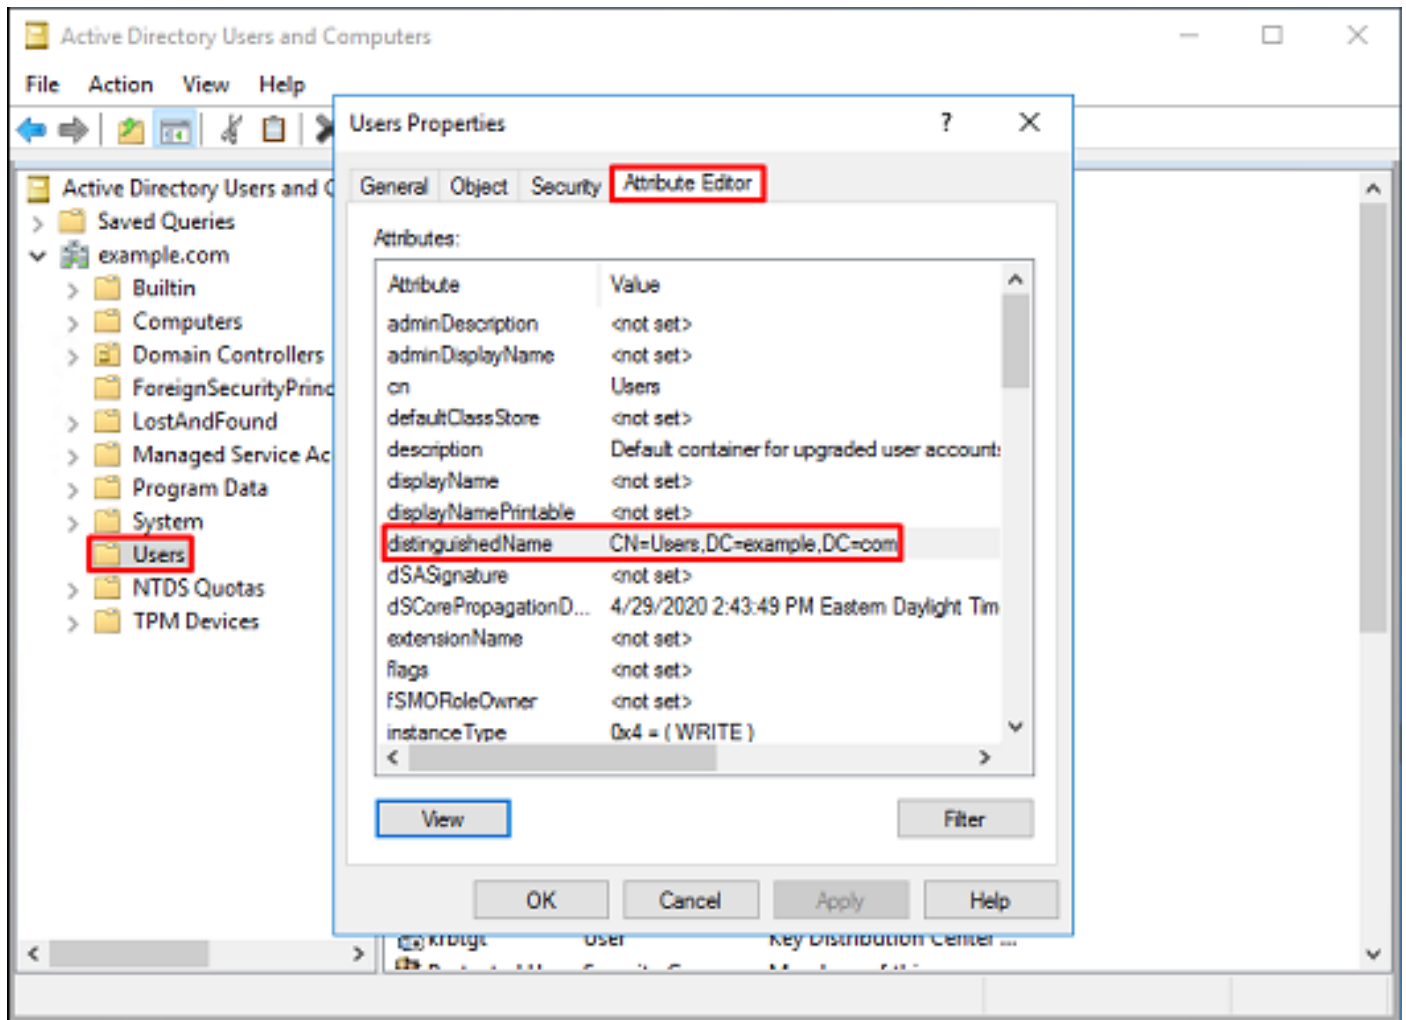 Active Directory Users and Computers
File Action View Help
Active Directory Users and C
Saved Queries
example.com
Builtin
Computers
Domain Controllers
ForeignSecurityPrinc
LostAndFound
Managed Service Ac
Program Data
System
Users
NTDS Quotas
TPM Devices
Users Properties ?
General Object Security Attribute Editor
Attributes:
Attribute Value
adminDescription <not set>
adminDisplayName <not set>
cn Users
defaultClassStore <not set>
description Default container for upgraded user accounts
displayName <not set>
displayNamePrintable <not set>
distinguishedName CN=Users,DC=example,DC=com
dSASignature <not set>
dSCorePropagationD... 4/29/2020 2:43:49 PM Eastern Daylight Tim
extensionName <not set>
flags <not set>
fSMORoleOwner <not set>
instanceType 0x4 = ( WRITE )
View Filter
OK Cancel Apply Help
krbtgt User Key Distribution Center ...